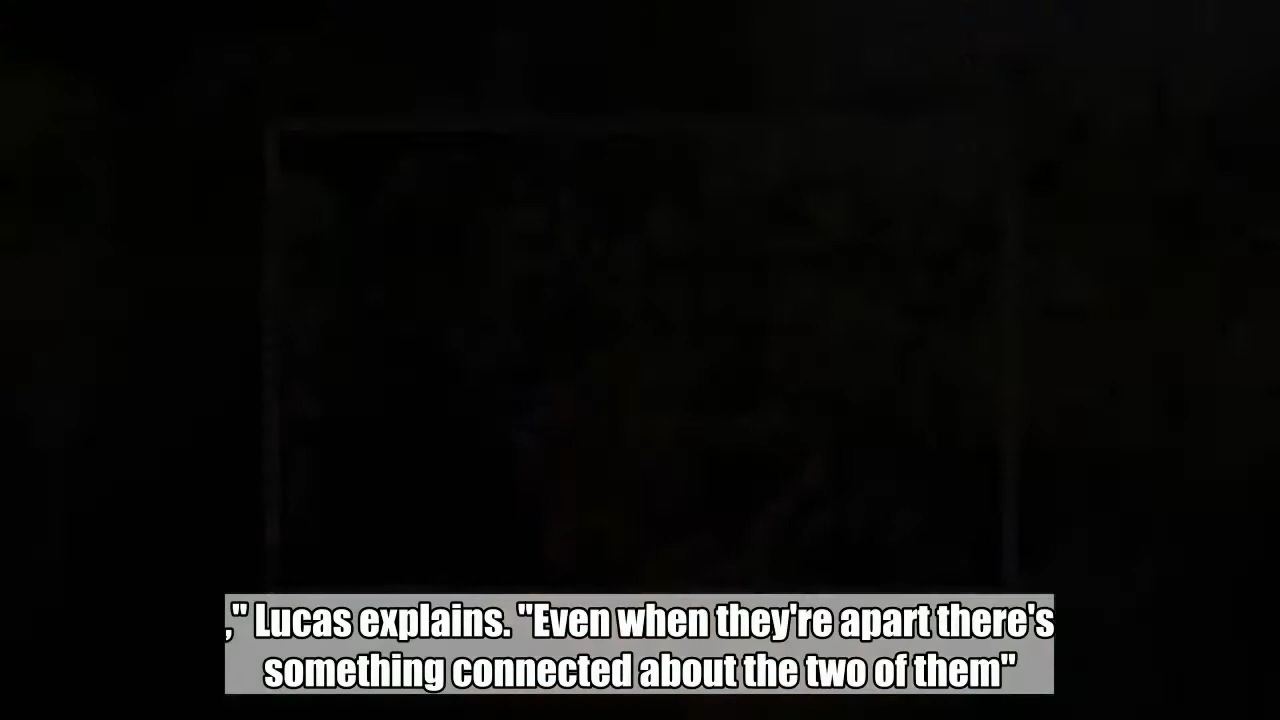 ," Lucas explains. "Even when they're apart there's
something connected about the two of them"